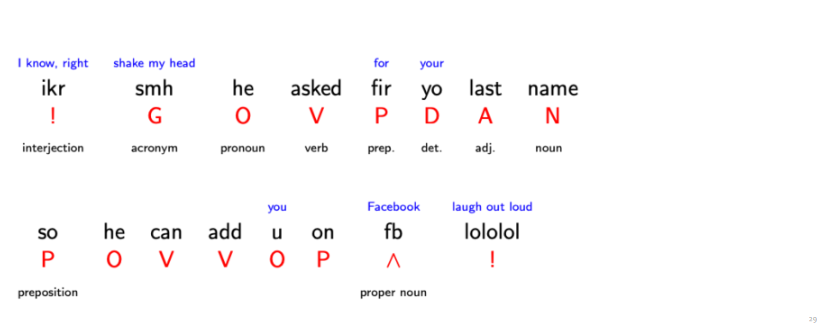 I know, right shake my head for your
ikr smh he asked fir yo last name
! G O V P D A N
interjection acronym pronoun verb prep. det. adj. noun
you Facebook laugh out loud
so he can add u on fb lololol
P O V V O P ∧ !
preposition proper noun
29